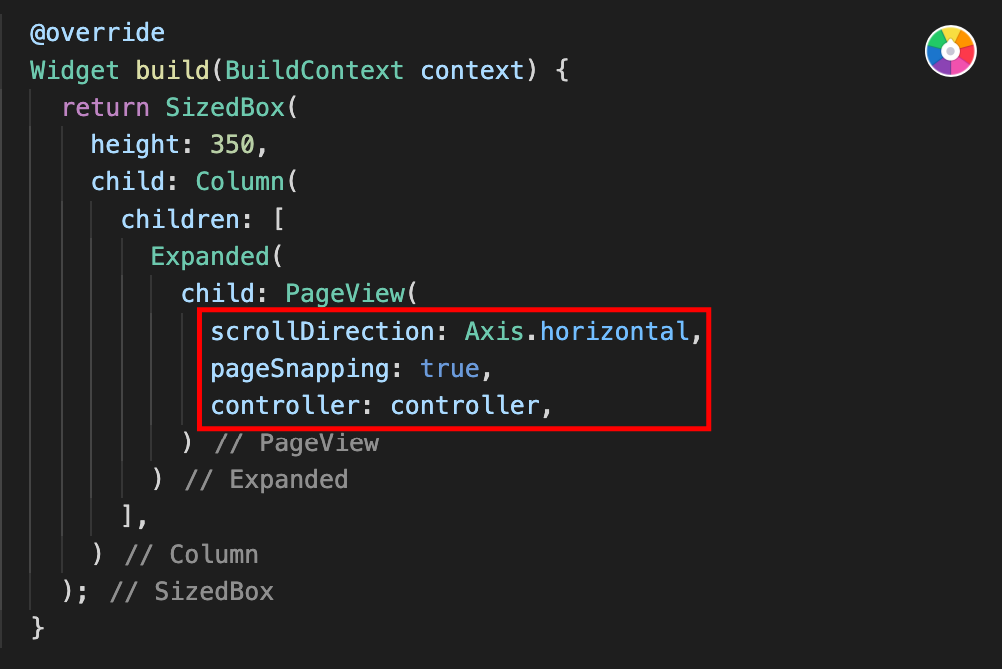 @override
Widget build(BuildContext context) {
return SizedBox(
height: 350,
child: Column(
children: [
Expanded(
child: PageView(
scrollDirection: Axis.horizontal,
pageSnapping: true,
controller: controller,
) // PageView
) // Expanded
],
) // Column
); // SizedBox
}